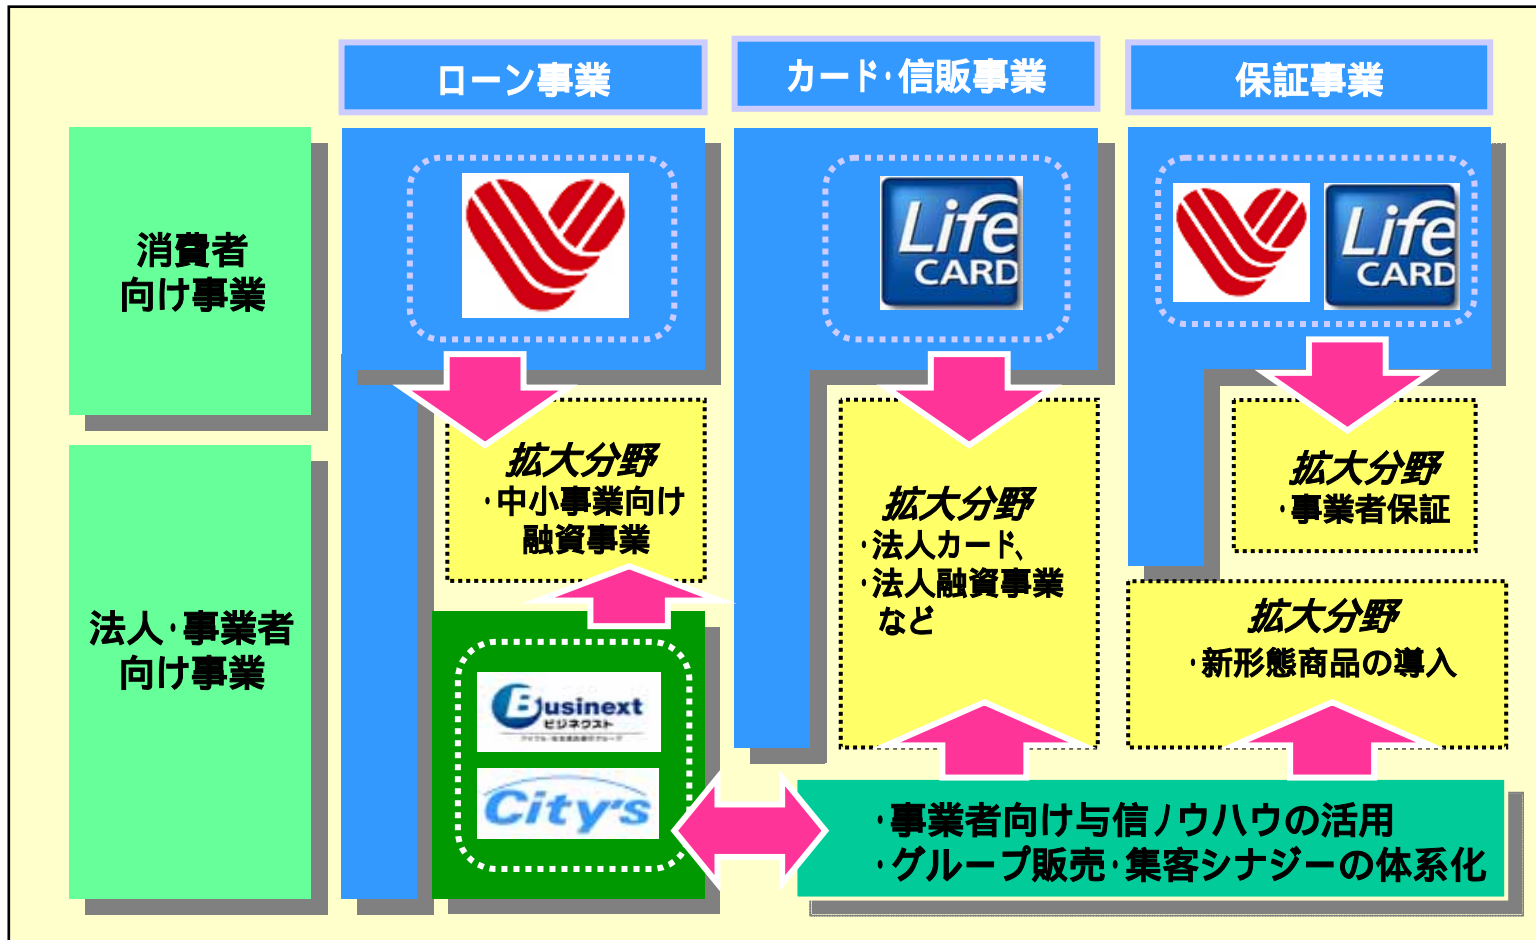 ローン事業
カード・信販事業
保証事業
消費者
向け事業
Life
CARD
Life
CARD
拡大分野
・中小事業向け
融資事業
拡大分野
・法人カード、
・法人融資事業
など
拡大分野
・事業者保証
法人・事業者
向け事業
拡大分野
・新形態商品の導入
Businext
ビジネクスト
City's
・事業者向け与信ノウハウの活用
・グループ販売・集客シナジーの体系化